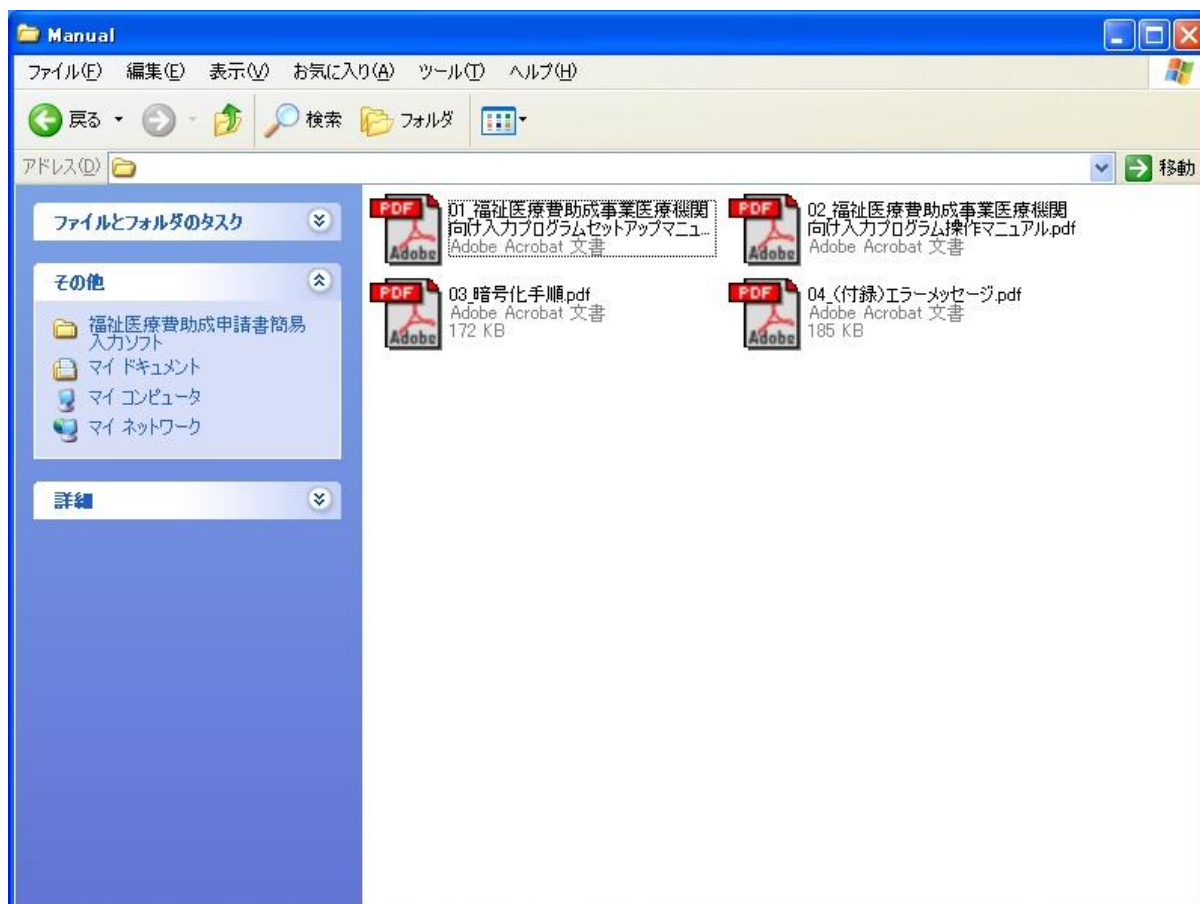 Manual
ファイル(F) 編集(E) 表示(V) お気に入り(A) ツール(T) ヘルプ(H)
戻る 検索 フォルダ
アドレス(D) 移動
ファイルとフォルダのタスク
その他
福祉医療費助成申請書簡易
入力ソフト
マイ ドキュメント
マイ コンピュータ
マイ ネットワーク
詳細
PDF
Adobe
01_福祉医療費助成事業医療機関
向け入力プログラムセットアップマニュ...
Adobe Acrobat 文書
PDF
Adobe
02_福祉医療費助成事業医療機関
向け入力プログラム操作マニュアル.pdf
Adobe Acrobat 文書
PDF
Adobe
03_暗号化手順.pdf
Adobe Acrobat 文書
172 KB
PDF
Adobe
04_(付録)エラーメッセージ.pdf
Adobe Acrobat 文書
185 KB